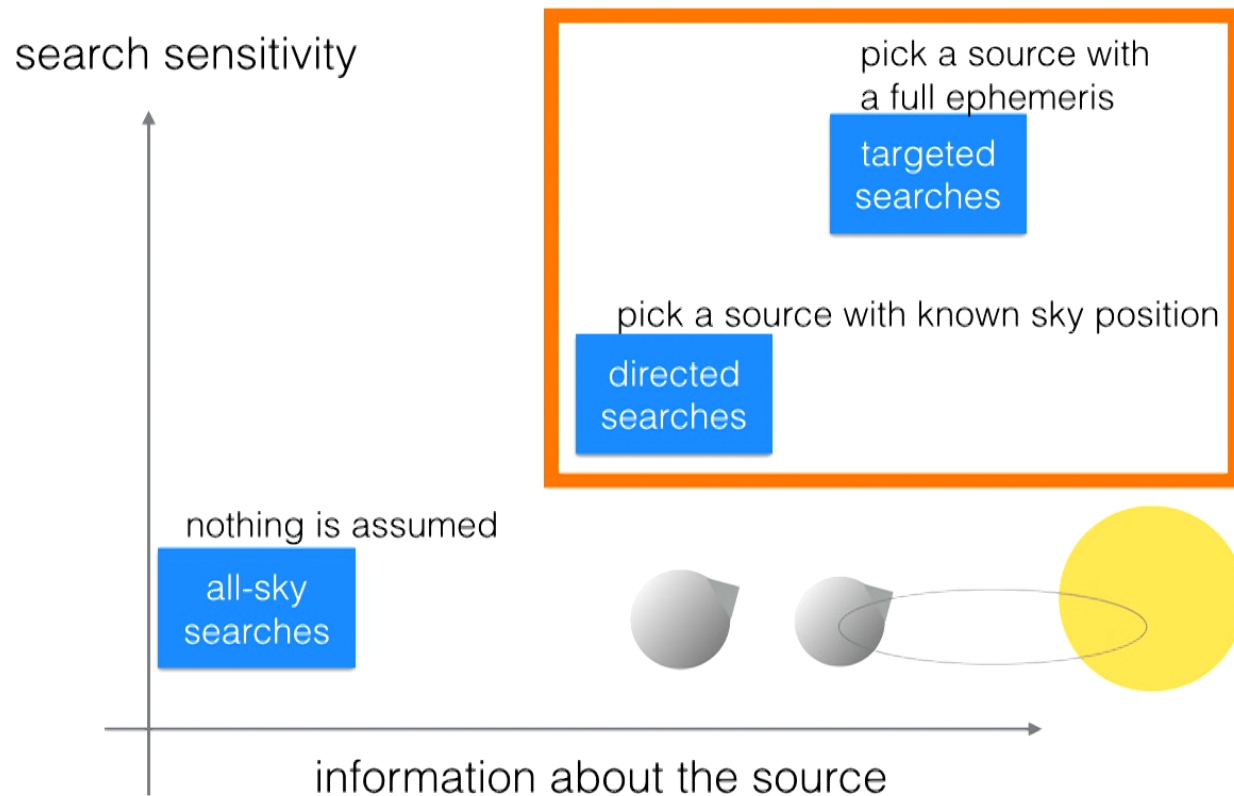 search sensitivity
pick a source with
a full ephemeris
targeted
searches
pick a source with known sky position
directed
searches
nothing is assumed
all-sky
searches
information about the source